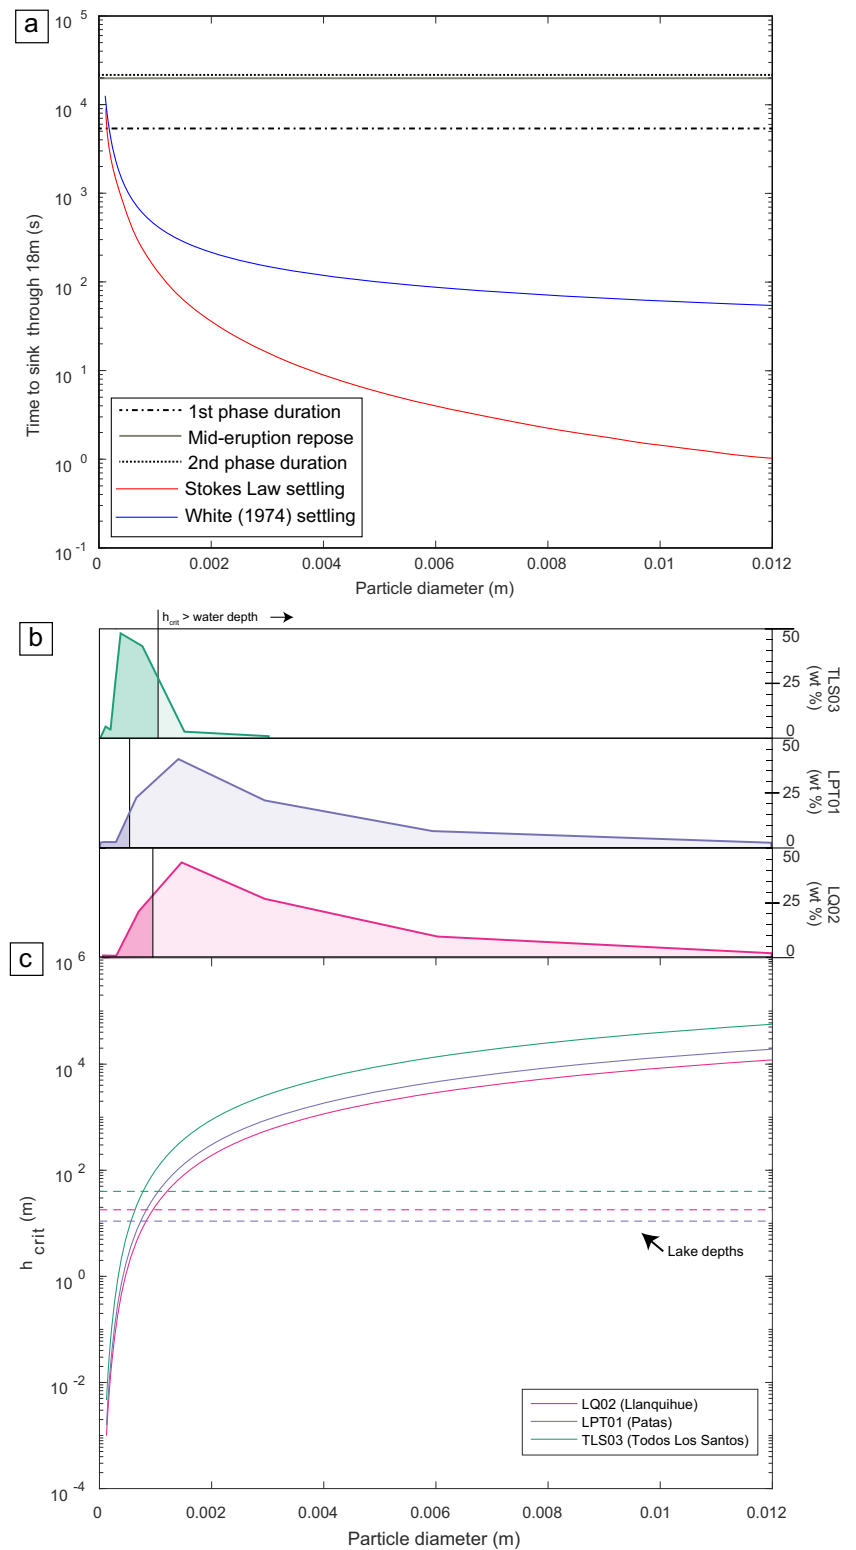 a
10 5
10 4
10 3
10 2
10 1
10 0
10 -1
Time to sink through 18m (s)
1st phase duration
Mid-eruption repose
2nd phase duration
Stokes Law settling
White (1974) settling
0 0.002 0.004 0.006 0.008 0.01 0.012
Particle diameter (m)
b
hcrit > water depth
50
25
0
TLS03
(wt %)
50
25
0
LPT01
(wt %)
50
25
0
LQ02
(wt %)
c
10 6
10 4
10 2
10 0
10 -2
10 -4
h crit (m)
Lake depths
LQ02 (Llanquihue)
LPT01 (Patas)
TLS03 (Todos Los Santos)
0 0.002 0.004 0.006 0.008 0.01 0.012
Particle diameter (m)